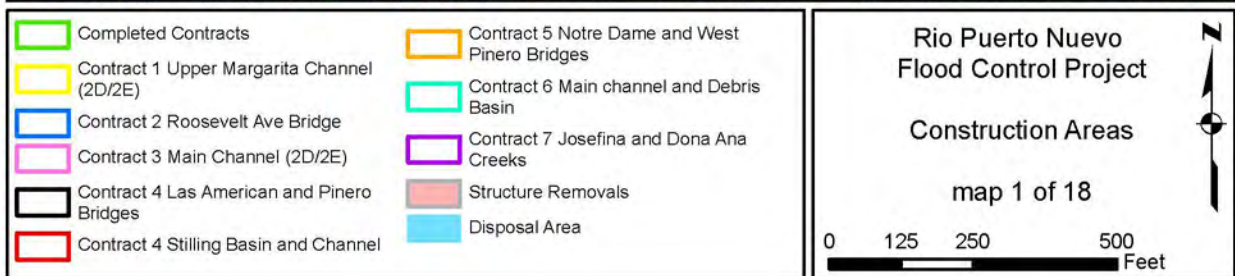 Completed Contracts
Contract 1 Upper Margarita Channel
(2D/2E)
Contract 2 Roosevelt Ave Bridge
Contract 3 Main Channel (2D/2E)
Contract 4 Las American and Pinero
Bridges
Contract 4 Stilling Basin and Channel
Contract 5 Notre Dame and West
Pinero Bridges
Contract 6 Main channel and Debris
Basin
Contract 7 Josefina and Dona Ana
Creeks
Structure Removals
Disposal Area
Rio Puerto Nuevo
Flood Control Project
Construction Areas
map 1 of 18
N
0 125 250 500
Feet